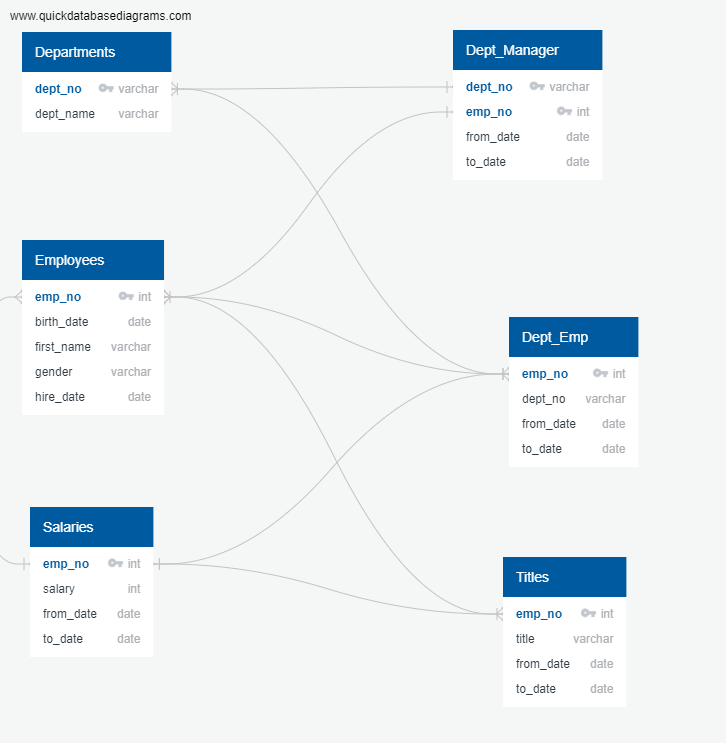 www.quickdatabasediagrams.com
Departments
dept_no varchar
dept_name varchar
Dept_Manager
dept_no varchar
emp_no int
from_date date
to_date date
Employees
emp_no int
birth_date date
first_name varchar
gender varchar
hire_date date
Dept_Emp
emp_no int
dept_no varchar
from_date date
to_date date
Salaries
emp_no int
salary int
from_date date
to_date date
Titles
emp_no int
title varchar
from_date date
to_date date